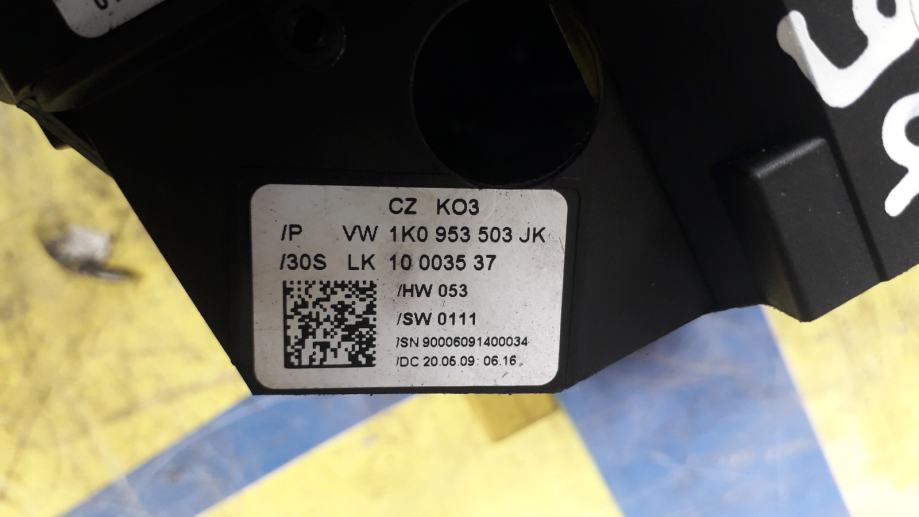 CZ KO3
/P VW 1K0 953 503 JK
/30S LK 10 0035 37
/HW 053
/SW 0111
/SN 90006091400034
/DC 20.05.09: 06.16